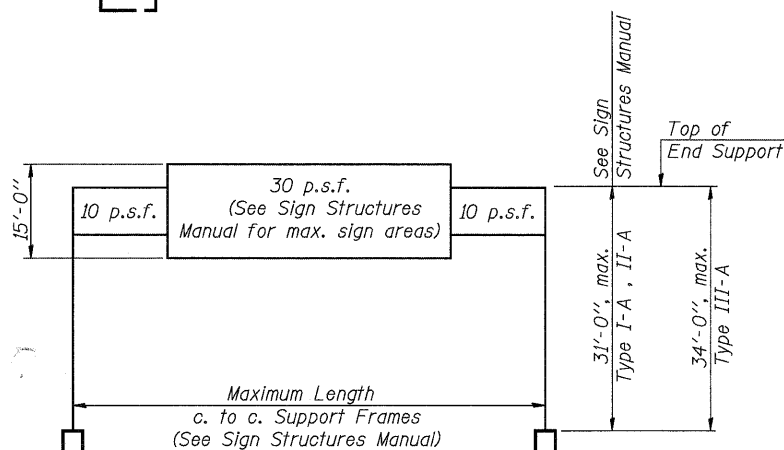 See Sign
Structures Manual
Top of
End Support
15'-0"
10 p.s.f.
30 p.s.f.
(See Sign Structures
Manual for max. sign areas)
10 p.s.f.
31'-0", max.
Type I-A , II-A
34'-0", max.
Type III-A
Maximum Length
c. to c. Support Frames
(See Sign Structures Manual)